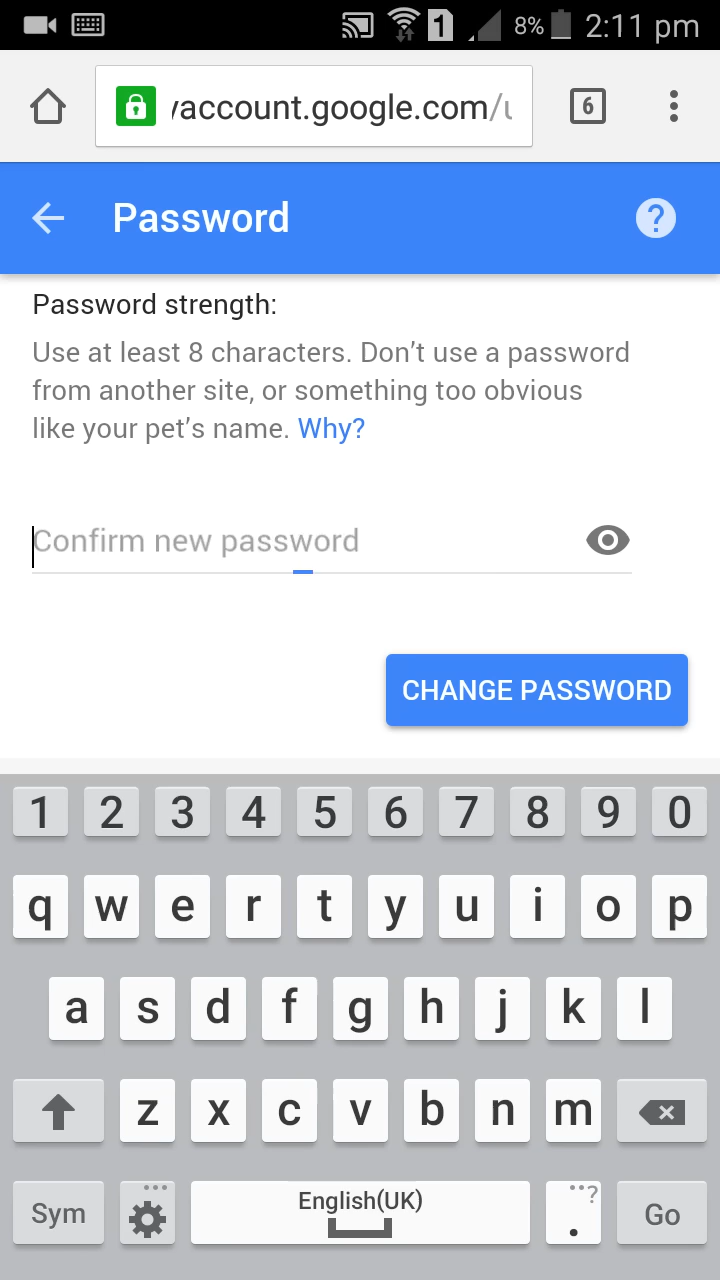 1 8% 2:11 pm
yaccount.google.com/u 6
Password ?
Password strength:
Use at least 8 characters. Don’t use a password
from another site, or something too obvious
like your pet’s name. Why?
Confirm new password
CHANGE PASSWORD
1 2 3 4 5 6 7 8 9 0
q w e r t y u i o p
a s d f g h j k l
z x c v b n m
Sym English(UK) . ? Go